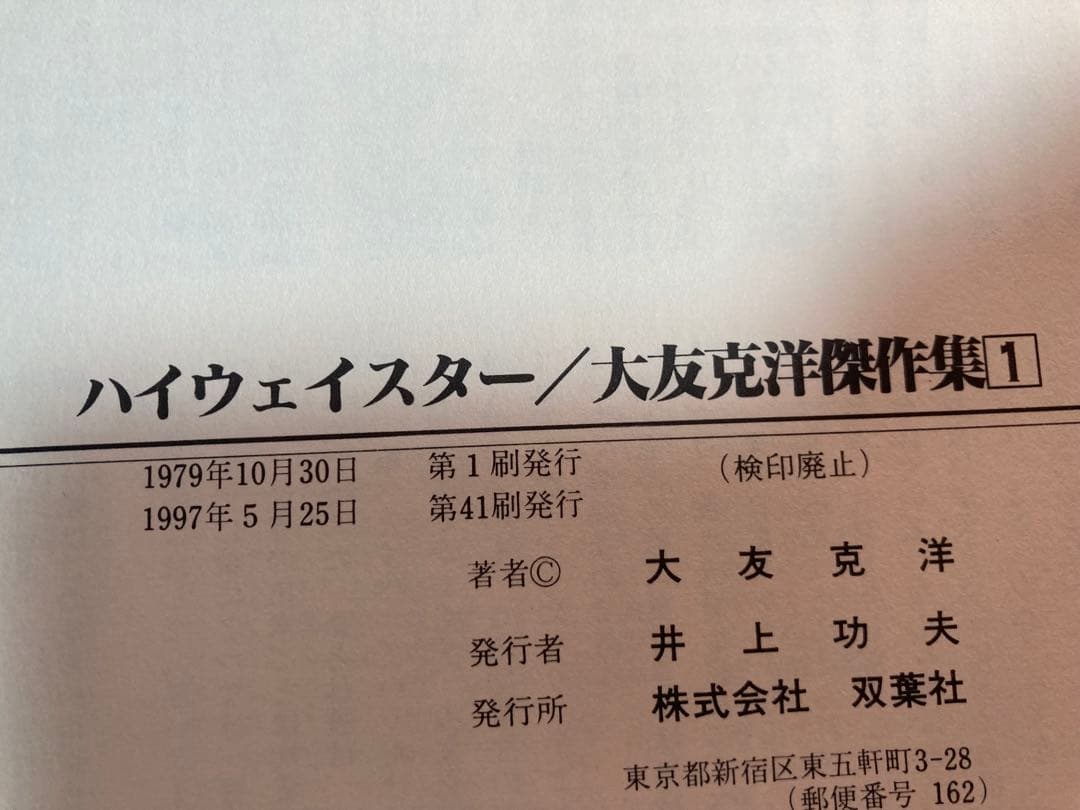 ハイウェイスター／大友克洋傑作集1
1979年10月30日 第1刷発行 (検印廃止)
1997年5月25日 第41刷発行
著者© 大友克洋
発行者 井上功夫
発行所 株式会社 双葉社
東京都新宿区東五軒町3-28
(郵便番号 162)